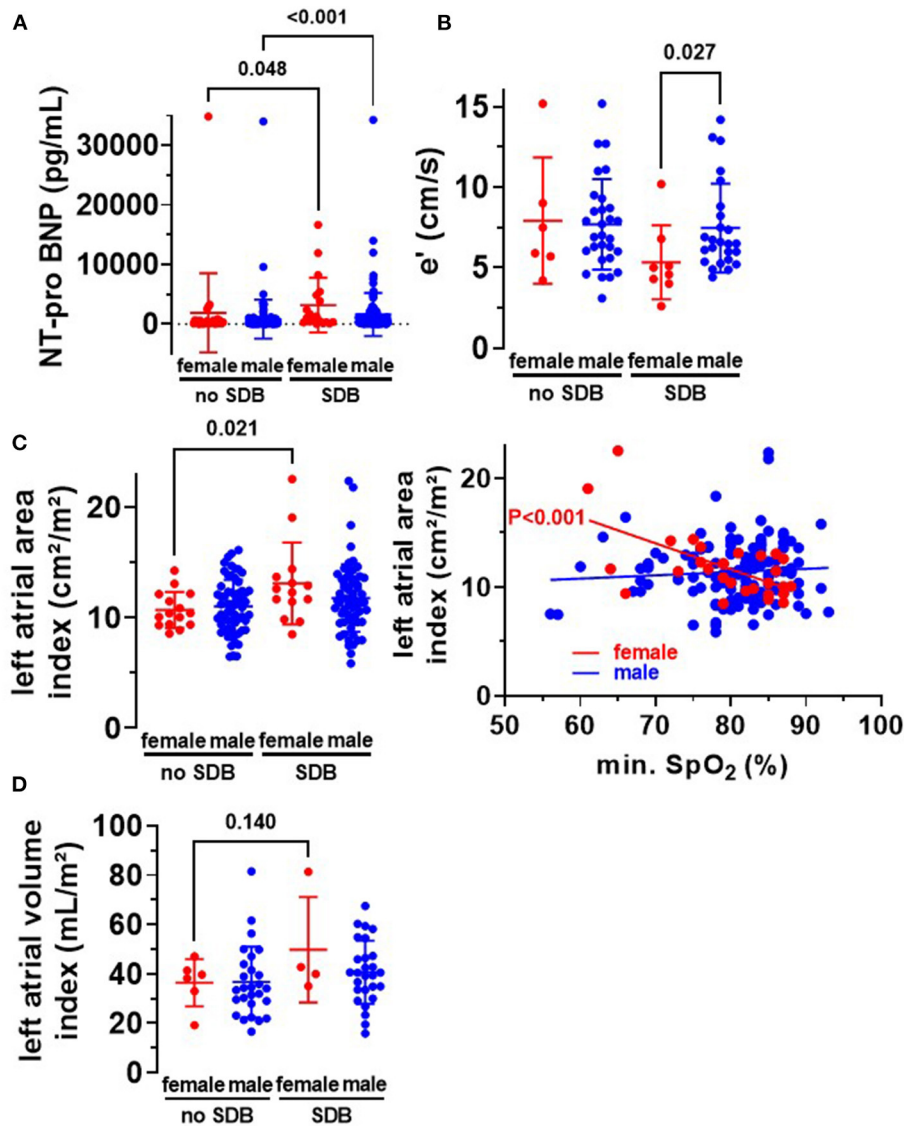 A
<0.001
0.048
NT-pro BNP (pg/mL)
30000
20000
10000
0
female male female male
no SDB SDB
B
0.027
e' (cm/s)
15
10
5
0
female male female male
no SDB SDB
C
0.021
left atrial area
index (cm²/m²)
20
10
0
female male female male
no SDB SDB
left atrial area
index (cm²/m²)
20
10
0
P<0.001
female
male
50 60 70 80 90 100
min. SpO₂ (%)
D
0.140
left atrial volume
index (mL/m²)
100
80
60
40
20
0
female male female male
no SDB SDB